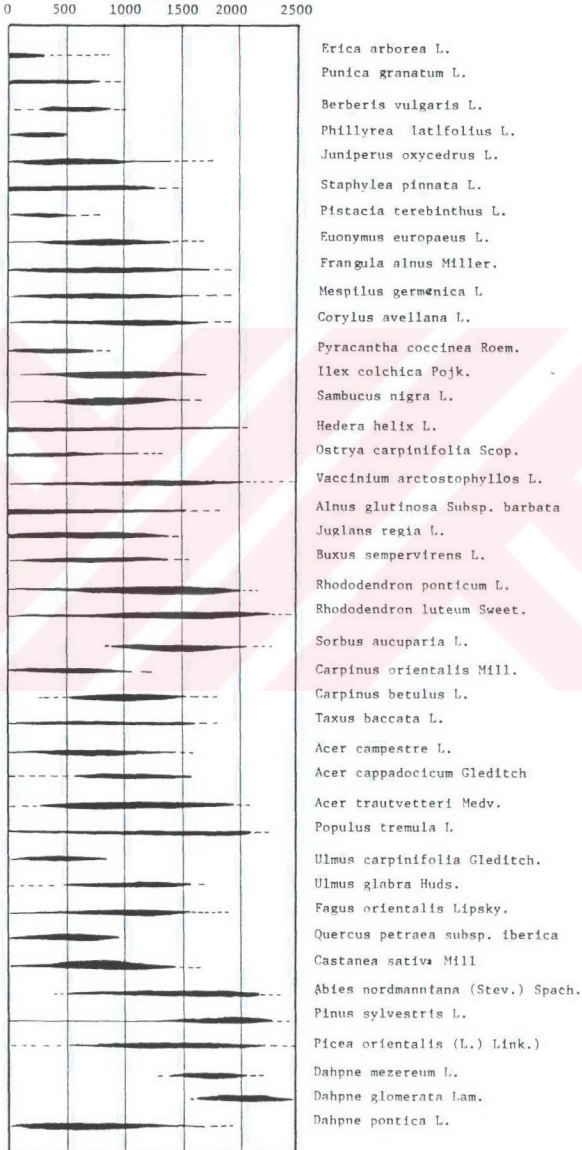 0 500 1000 1500 2000 2500
Erica arborea L.
Punica granatum L.
Berberis vulgaris L.
Phillyrea latifolius L.
Juniperus oxycedrus L.
Staphylea pinnata L.
Pistacia terebinthus L.
Euonymus europaeus L.
Frangula alnus Miller.
Mespilus germenica L
Corylus avellana L.
Pyracantha coccinea Roem.
Ilex colchica Pojk.
Sambucus nigra L.
Hedera helix L.
Ostrya carpinifolia Scop.
Vaccinium arctostophyllos L.
Alnus glutinosa Subsp. barbata
Juglans regia L.
Buxus sempervirens L.
Rhododendron ponticum L.
Rhododendron luteum Sweet.
Sorbus aucuparia L.
Carpinus orientalis Mill.
Carpinus betulus L.
Taxus baccata L.
Acer campestre L.
Acer cappadocicum Gleditch
Acer trautvetteri Medv.
Populus tremula L
Ulmus carpinifolia Gleditch.
Ulmus glabra Huds.
Fagus orientalis Lipsky.
Quercus petraea subsp. iberica
Castanea sativa Mill
Abies nordmanntana (Stev.) Spach.
Pinus sylvestris L.
Picea orientalis (L.) Link.)
Dahpne mezereum L.
Dahpne glomerata Lam.
Dahpne pontica L.